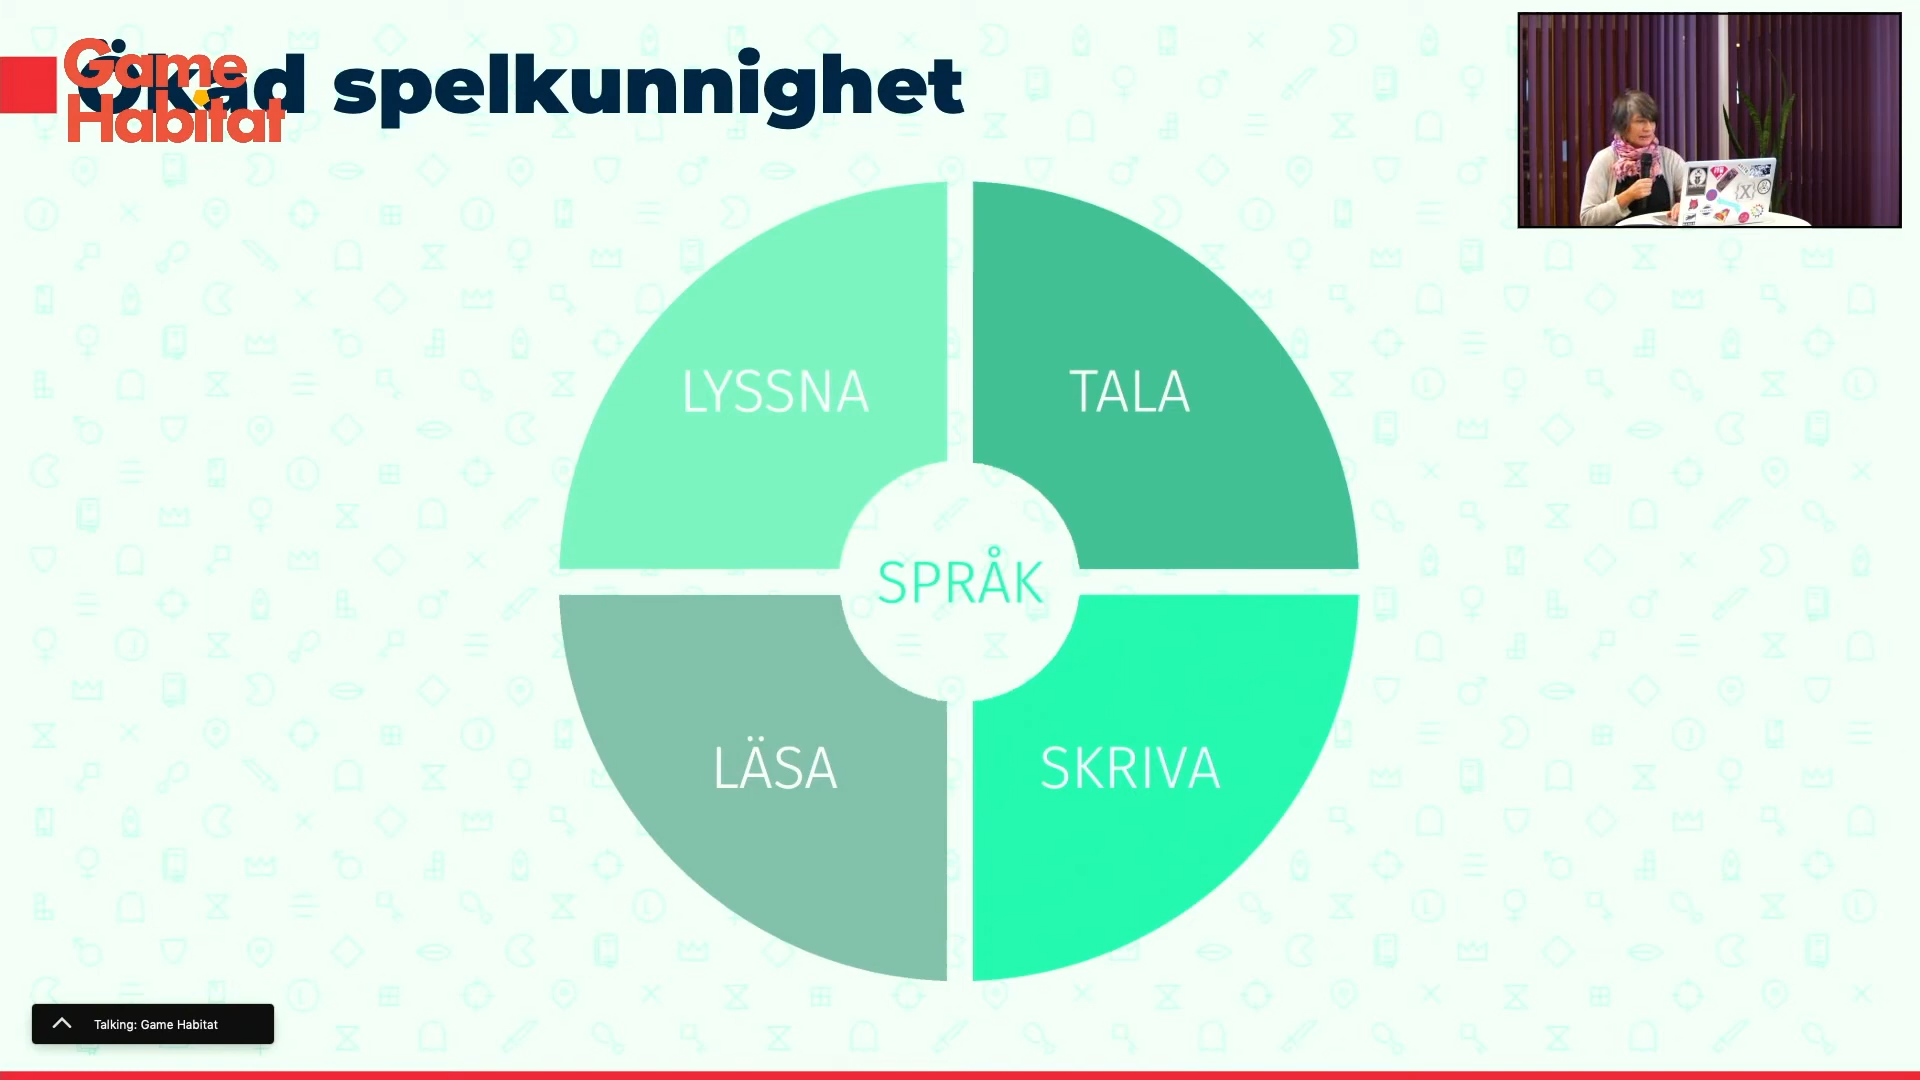 Game
Habitat
Ökad spelkunnighet
LYSSNA
TALA
SPRÅK
LÄSA
SKRIVA
Talking: Game Habitat